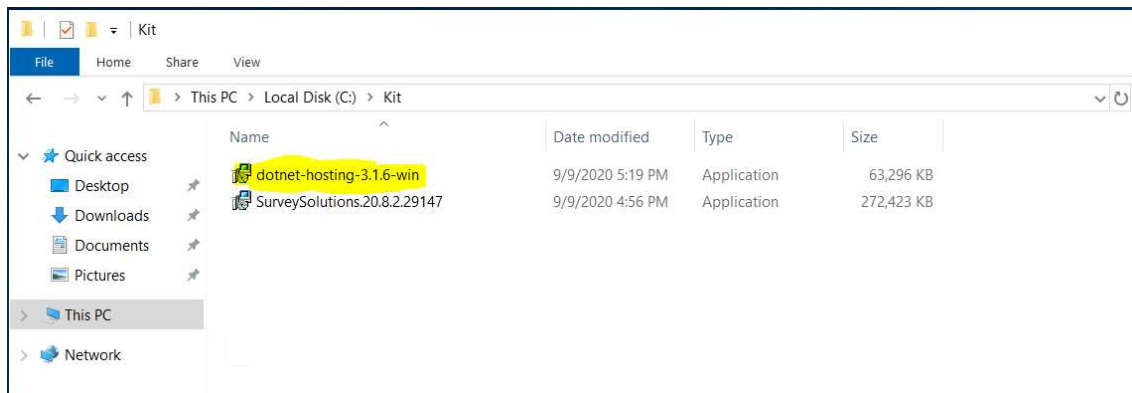 Kit
File Home Share View
This PC > Local Disk (C:) > Kit
Name Date modified Type Size
Quick access
dotnet-hosting-3.1.6-win 9/9/2020 5:19 PM Application 63,296 KB
Desktop
SurveySolutions.20.8.2.29147 9/9/2020 4:56 PM Application 272,423 KB
Downloads
Documents
Pictures
This PC
Network